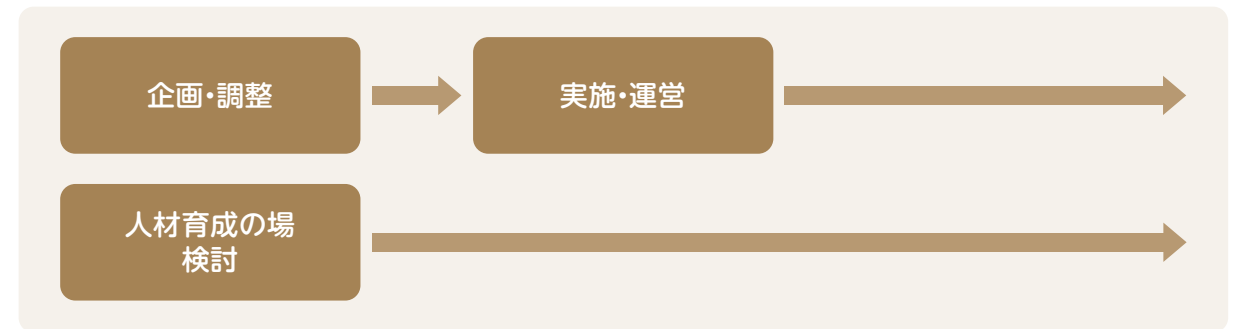 企画・調整
実施・運営
人材育成の場
検討